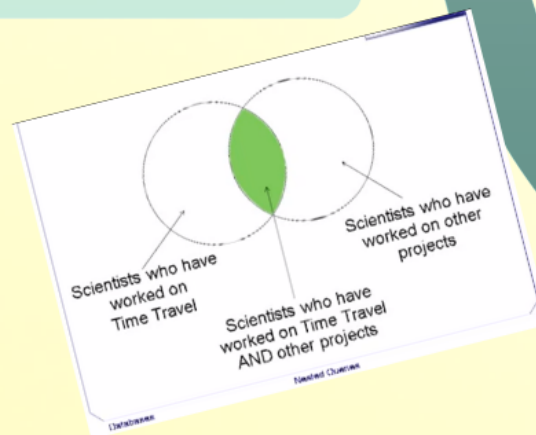 Scientists who have
worked on
Time Travel
Scientists who have
worked on Time Travel
AND other projects
Scientists who have
worked on other
projects
Databases
Nested Queries